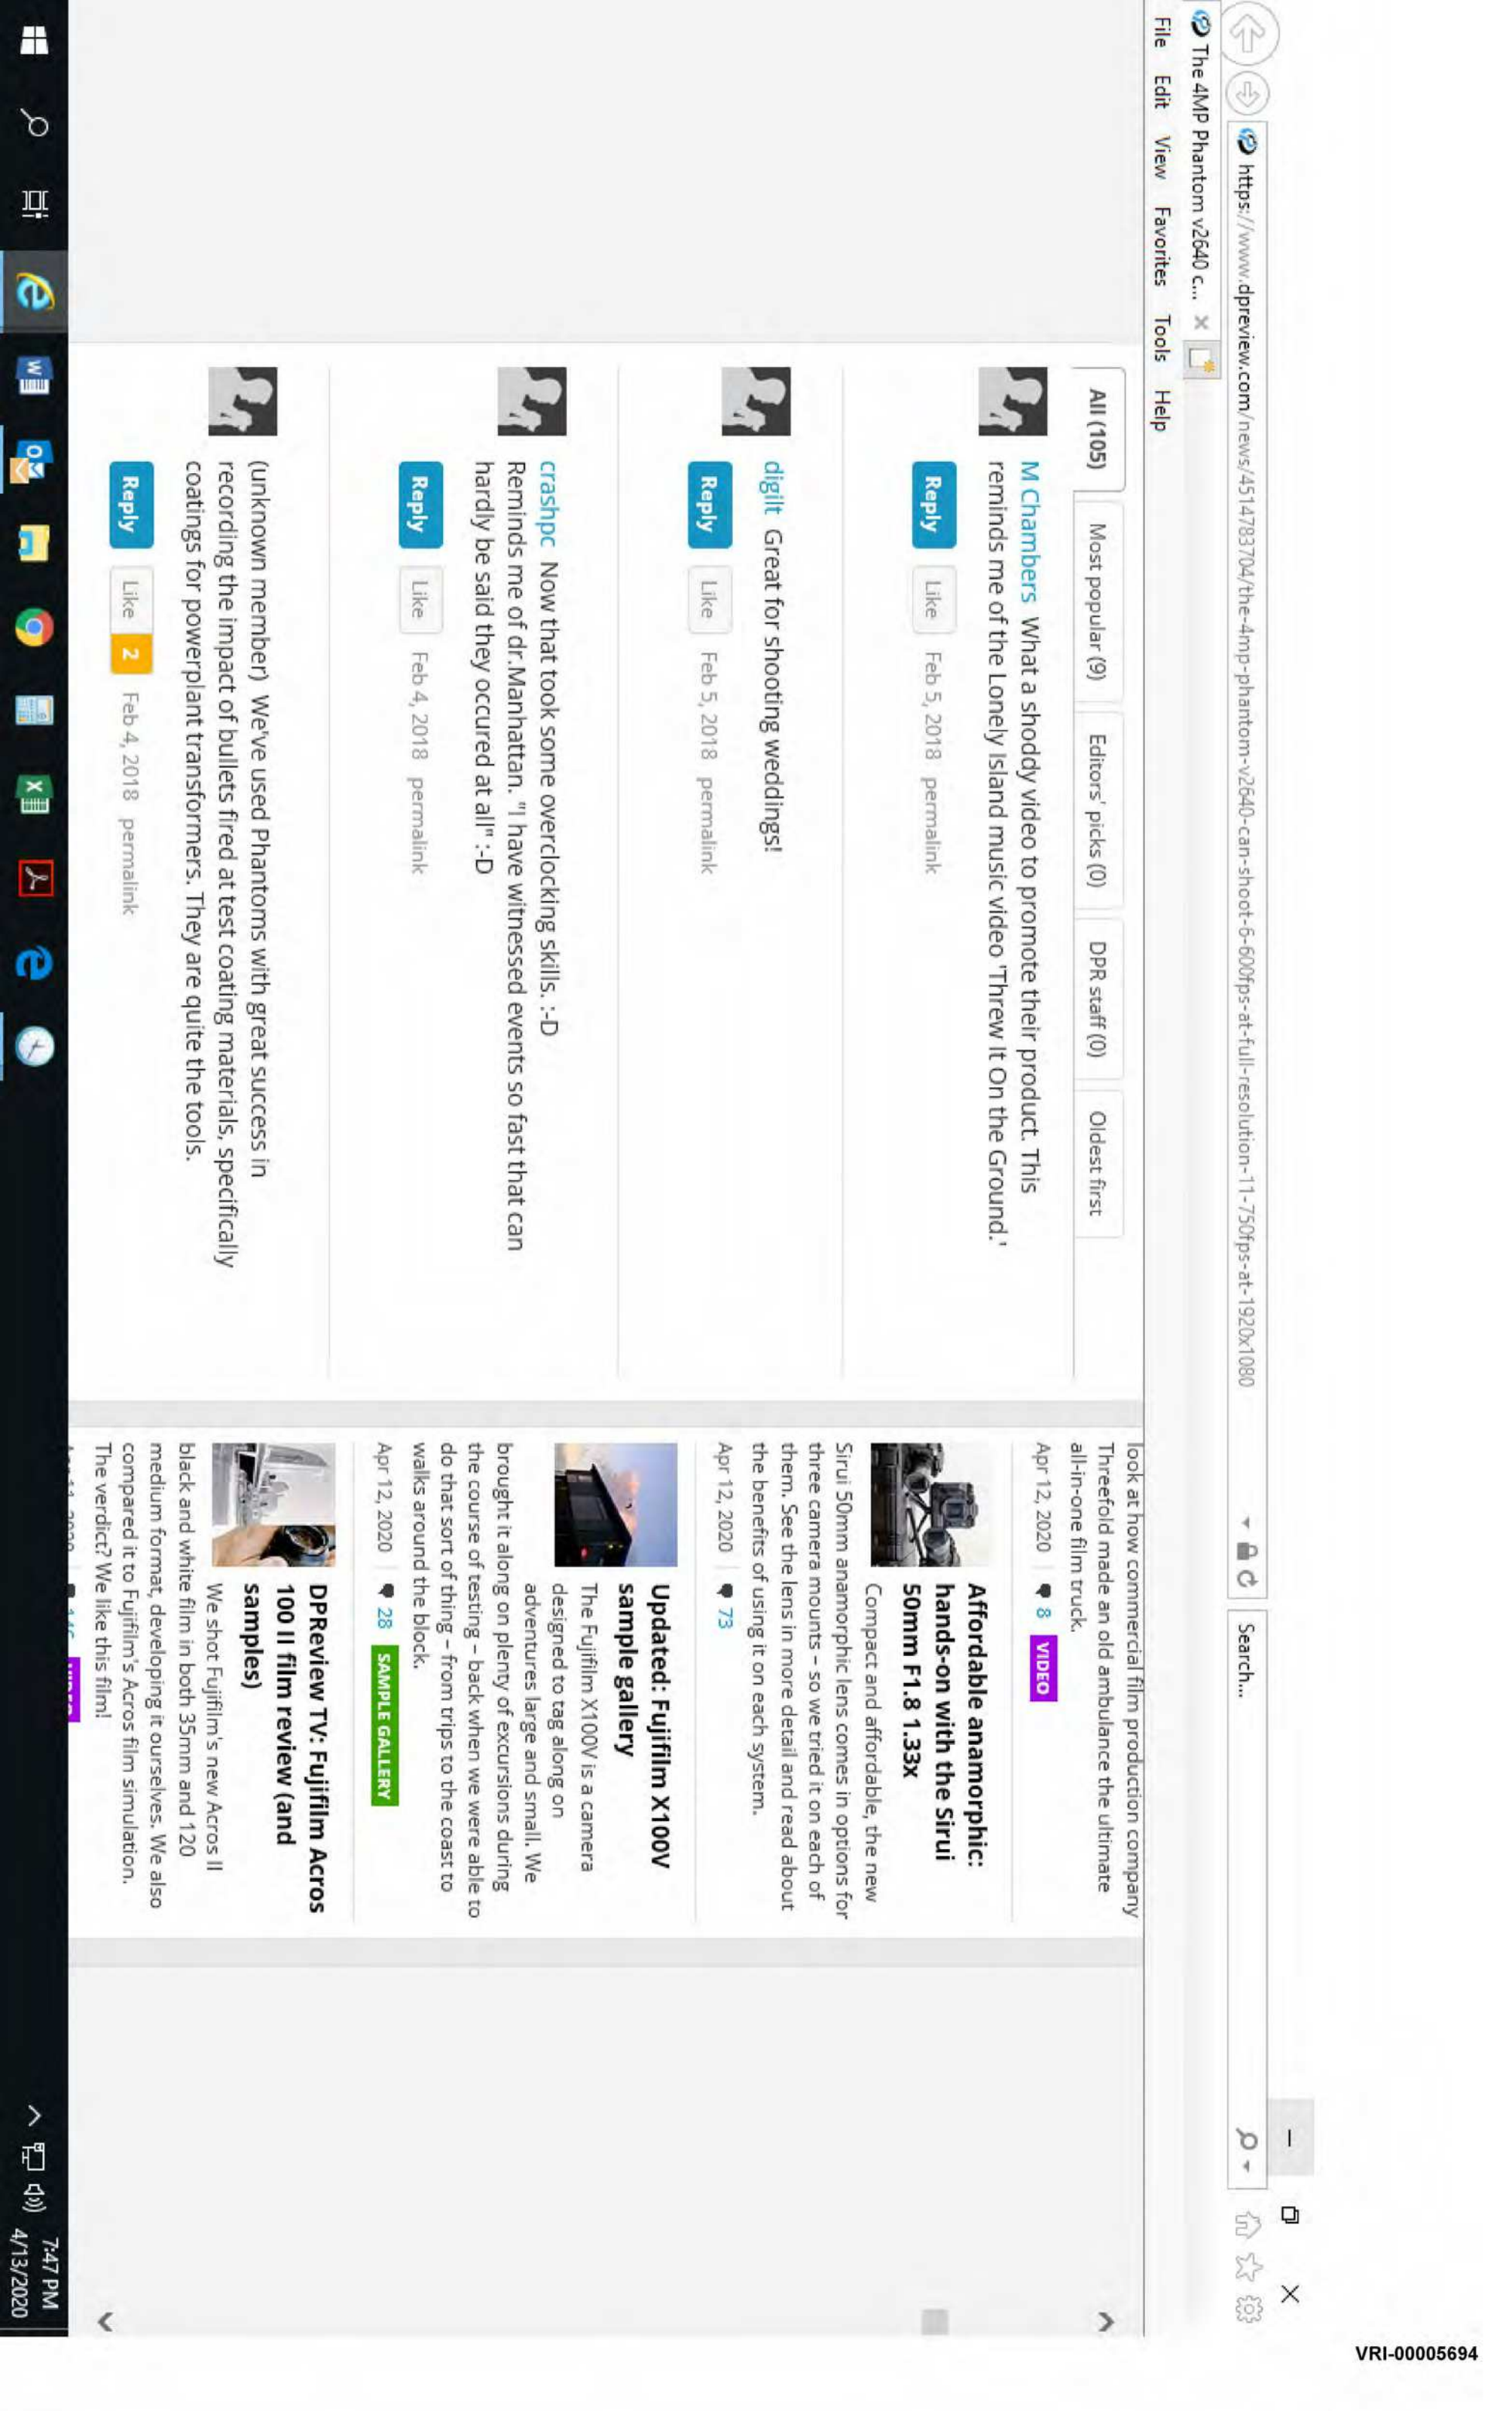 https://www.dpreview.com/news/4514783704/the-4mp-phantom-v2640-can-shoot-6-600fps-at-full-resolution-11-750fps-at-1920x1080
Search...
The 4MP Phantom v2640 c...
File Edit View Favorites Tools Help
All (105) Most popular (9) Editors' picks (0) DPR staff (0) Oldest first
M Chambers What a shoddy video to promote their product. This
reminds me of the Lonely Island music video 'Threw It On the Ground.'
Reply Like Feb 5, 2018 permalink
digilt Great for shooting weddings!
Reply Like Feb 5, 2018 permalink
crashpc Now that took some overclocking skills. :-D
Reminds me of dr.Manhattan. "I have witnessed events so fast that can
hardly be said they occured at all" :-D
Reply Like Feb 4, 2018 permalink
(unknown member) We've used Phantoms with great success in
recording the impact of bullets fired at test coating materials, specifically
coatings for powerplant transformers. They are quite the tools.
Reply Like 2 Feb 4, 2018 permalink
look at how commercial film production company
Threefold made an old ambulance the ultimate
all-in-one film truck.
Apr 12, 2020 8 VIDEO
Affordable anamorphic:
hands-on with the Sirui
50mm F1.8 1.33x
Compact and affordable, the new
Sirui 50mm anamorphic lens comes in options for
three camera mounts – so we tried it on each of
them. See the lens in more detail and read about
the benefits of using it on each system.
Apr 12, 2020 73
Updated: Fujifilm X100V
sample gallery
The Fujifilm X100V is a camera
designed to tag along on
adventures large and small. We
brought it along on plenty of excursions during
the course of testing – back when we were able to
do that sort of thing – from trips to the coast to
walks around the block.
Apr 12, 2020 28 SAMPLE GALLERY
DPReview TV: Fujifilm Acros
100 II film review (and
samples)
We shot Fujifilm's new Acros II
black and white film in both 35mm and 120
medium format, developing it ourselves. We also
compared it to Fujifilm's Acros film simulation.
The verdict? We like this film!
7:47 PM
4/13/2020
VRI-00005694